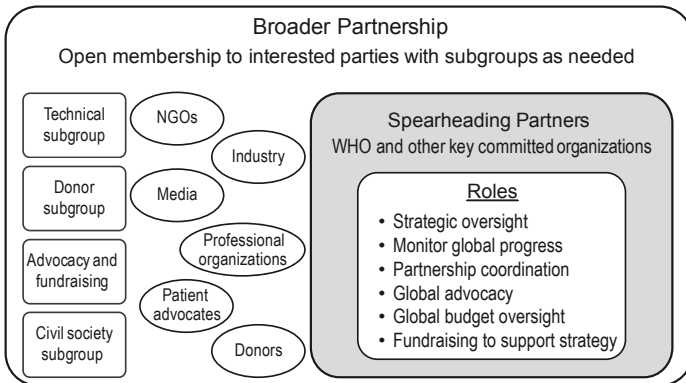 Broader Partnership
Open membership to interested parties with subgroups as needed
Technical
subgroup
NGOs
Industry
Donor
subgroup
Media
Professional
organizations
Advocacy and
fundraising
Patient
advocates
Civil society
subgroup
Donors
Spearheading Partners
WHO and other key committed organizations
Roles
• Strategic oversight
• Monitor global progress
• Partnership coordination
• Global advocacy
• Global budget oversight
• Fundraising to support strategy